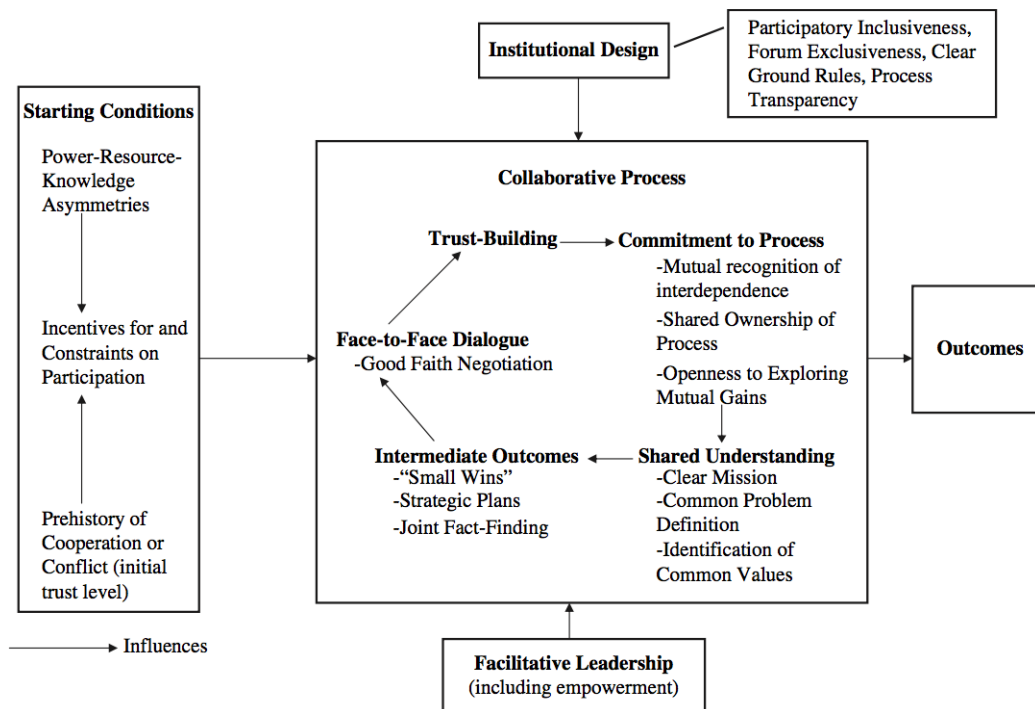 Institutional Design
Participatory Inclusiveness,
Forum Exclusiveness, Clear
Ground Rules, Process
Transparency
Starting Conditions
Power-Resource-
Knowledge
Asymmetries
Incentives for and
Constraints on
Participation
Prehistory of
Cooperation or
Conflict (initial
trust level)
Collaborative Process
Trust-Building
Commitment to Process
-Mutual recognition of
interdependence
-Shared Ownership of
Process
-Openness to Exploring
Mutual Gains
Face-to-Face Dialogue
-Good Faith Negotiation
Intermediate Outcomes
-“Small Wins”
-Strategic Plans
-Joint Fact-Finding
Shared Understanding
-Clear Mission
-Common Problem
Definition
-Identification of
Common Values
Outcomes
Influences
Facilitative Leadership
(including empowerment)